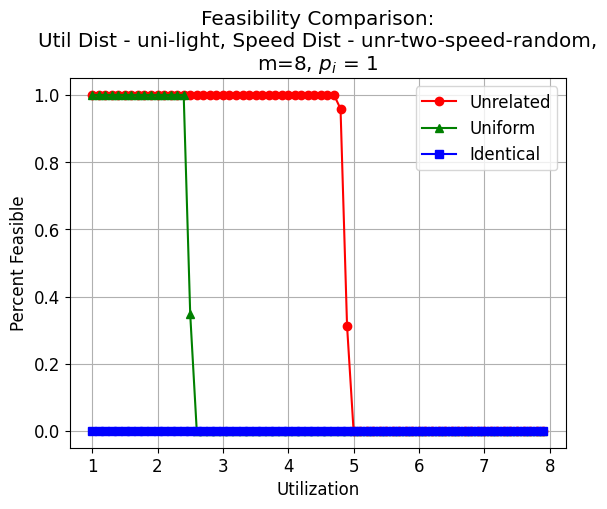 Feasibility Comparison:
Util Dist - uni-light, Speed Dist - unr-two-speed-random,
m=8, $p_i$ = 1
Unrelated
Uniform
Identical
Percent Feasible
1.0
0.8
0.6
0.4
0.2
0.0
1 2 3 4 5 6 7 8
Utilization